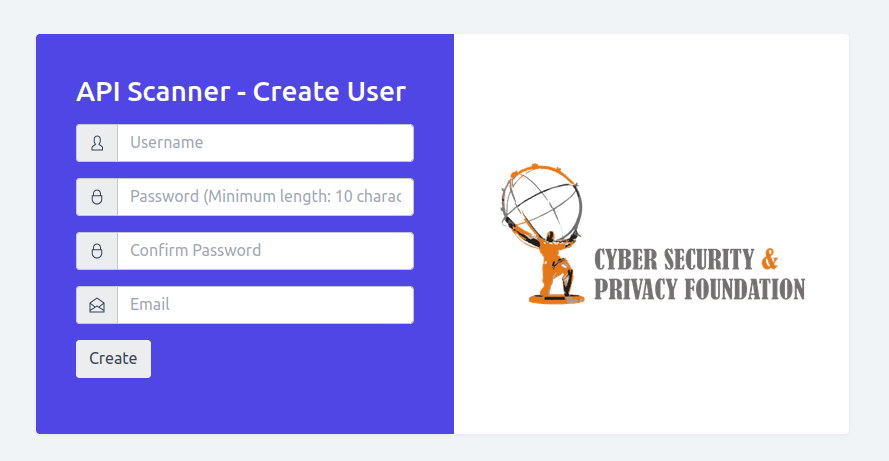 API Scanner - Create User
Username
Password (Minimum length: 10 charac
Confirm Password
Email
Create
CYBER SECURITY &
PRIVACY FOUNDATION